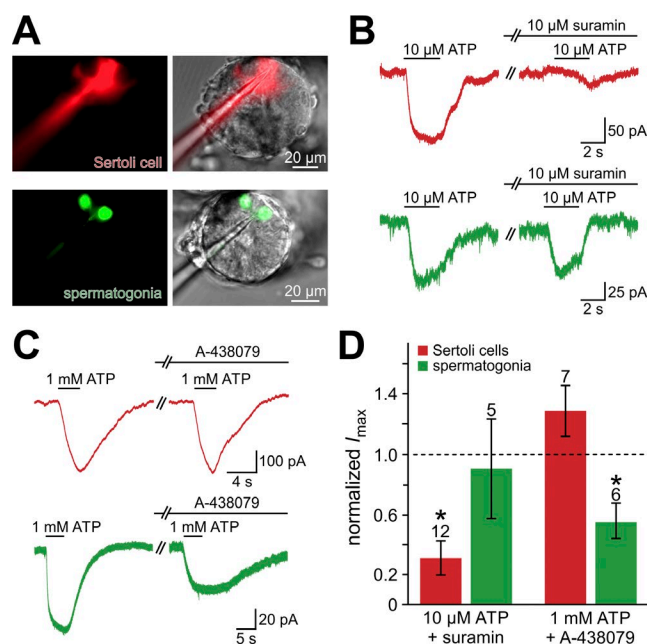 A
Sertoli cell
20 µm
spermatogonia
20 µm
B
10 µM suramin
10 µM ATP
10 µM ATP
50 pA
2 s
10 µM suramin
10 µM ATP
10 µM ATP
25 pA
2 s
C
A-438079
1 mM ATP
1 mM ATP
100 pA
4 s
A-438079
1 mM ATP
1 mM ATP
20 pA
5 s
D
Sertoli cells
spermatogonia
normalized Imax
1.4
1.0
0.6
0.2
0
* 12
5
7
* 6
10 µM ATP
+ suramin
1 mM ATP
+ A-438079